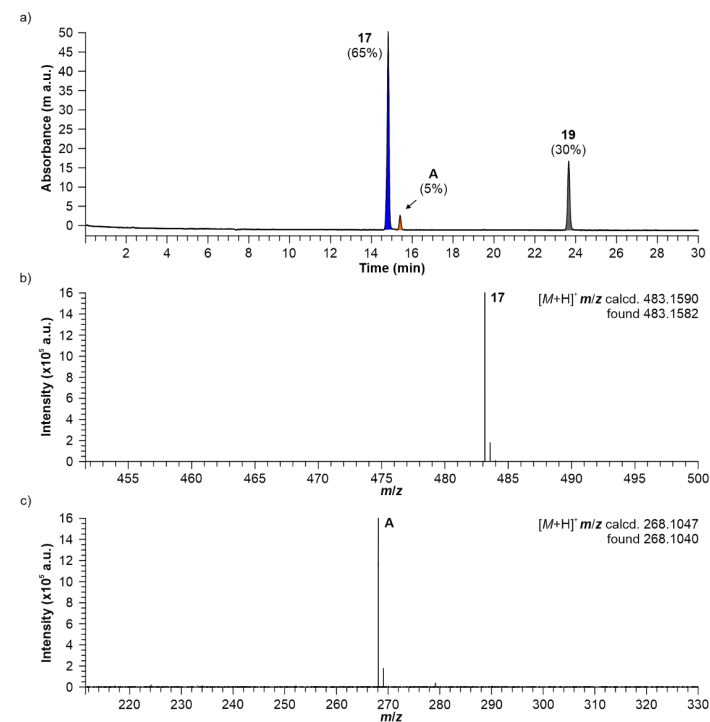 a)
50
45
40
35
30
25
20
15
10
5
0
Absorbance (m a.u.)
17
(65%)
A
(5%)
19
(30%)
2 4 6 8 10 12 14 16 18 20 22 24 26 28 30
Time (min)
b)
16
14
12
10
8
6
4
2
0
Intensity (x10⁵ a.u.)
17
[M+H]⁺ m/z calcd. 483.1590
found 483.1582
455 460 465 470 475 480 485 490 495 500
m/z
c)
16
14
12
10
8
6
4
2
0
Intensity (x10⁵ a.u.)
A
[M+H]⁺ m/z calcd. 268.1047
found 268.1040
220 230 240 250 260 270 280 290 300 310 320 330
m/z